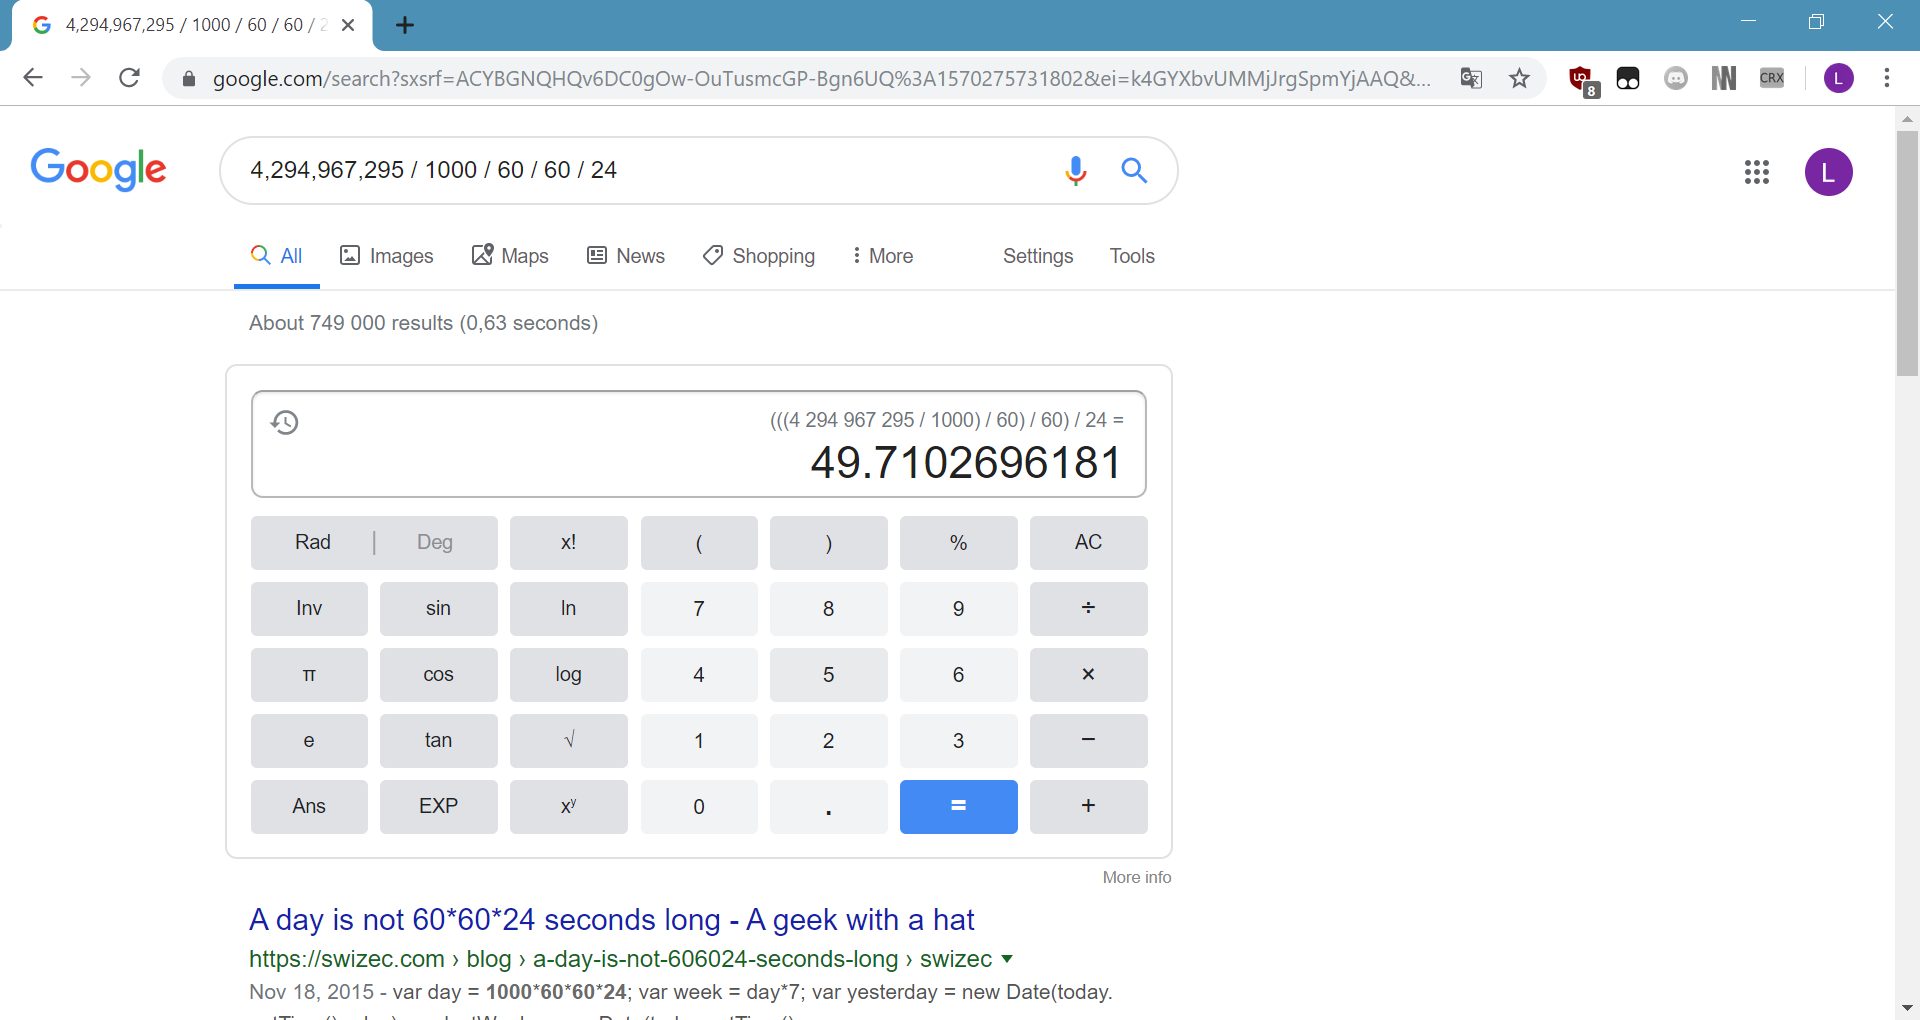 4,294,967,295 / 1000 / 60 / 60 / 2
google.com/search?sxsrf=ACYBGNQHQv6DC0gOw-OuTusmcGP-Bgn6UQ%3A1570275731802&ei=k4GYXbvUMMjJrgSpmYjAAQ&...
8
CRX
L
Google
4,294,967,295 / 1000 / 60 / 60 / 24
L
All Images Maps News Shopping More Settings Tools
About 749 000 results (0,63 seconds)
(((4 294 967 295 / 1000) / 60) / 60) / 24 =
49.7102696181
Rad | Deg x! ( ) % AC
Inv sin ln 7 8 9 ÷
π cos log 4 5 6 ×
e tan √ 1 2 3 −
Ans EXP xʸ 0 . = +
More info
A day is not 60*60*24 seconds long - A geek with a hat
https://swizec.com › blog › a-day-is-not-606024-seconds-long › swizec
Nov 18, 2015 - var day = 1000*60*60*24; var week = day*7; var yesterday = new Date(today.